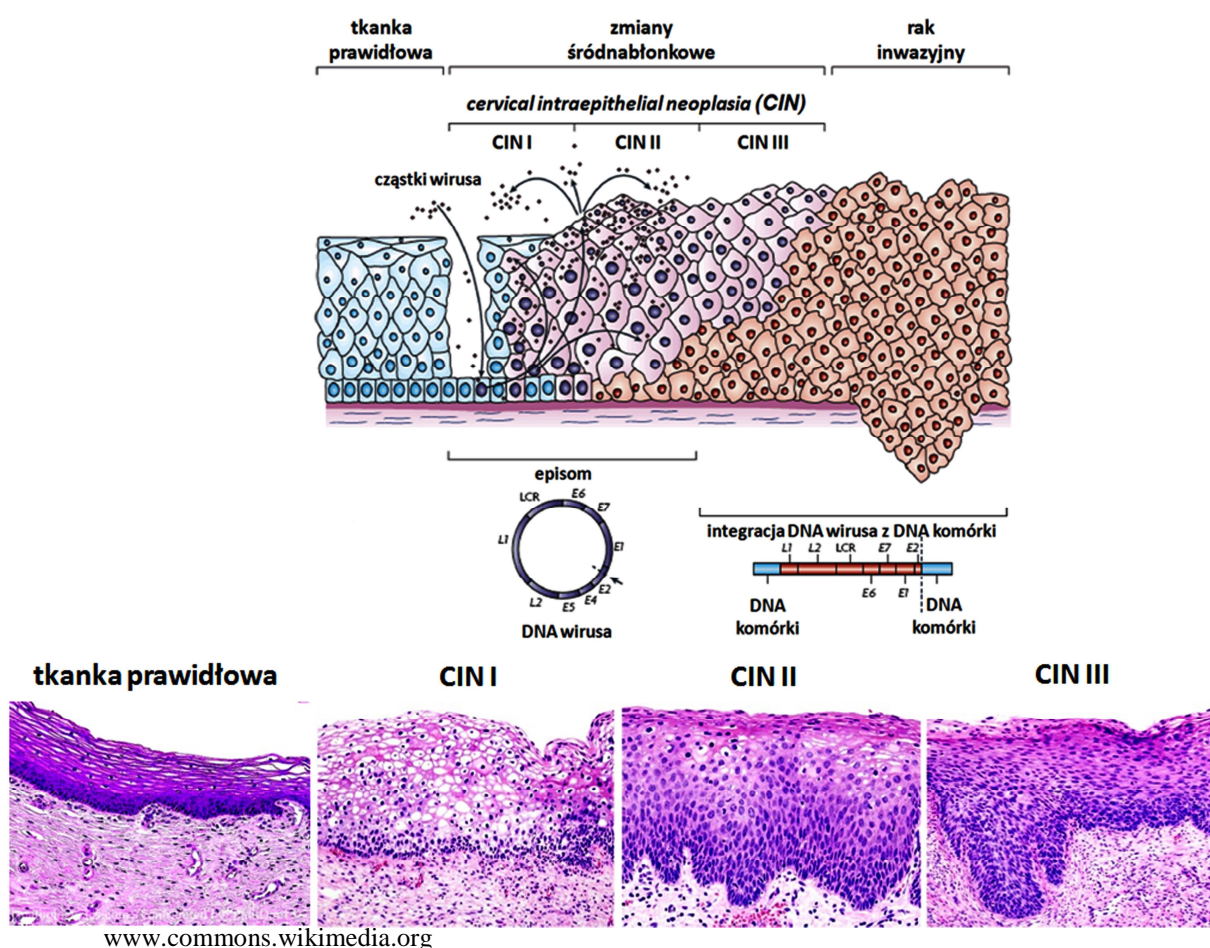 tkanka
prawidłowa
zmiany
śródnabłonkowe
rak
inwazyjny
cervical intraepithelial neoplasia (CIN)
CIN I
CIN II
CIN III
cząstki wirusa
episom
LCR
E6
E7
L1
E1
E2
E4
E5
L2
DNA wirusa
integracja DNA wirusa z DNA komórki
L1 L2 LCR E7 E2
E6 E1
DNA
komórki
DNA
komórki
tkanka prawidłowa
CIN I
CIN II
CIN III
www.commons.wikimedia.org